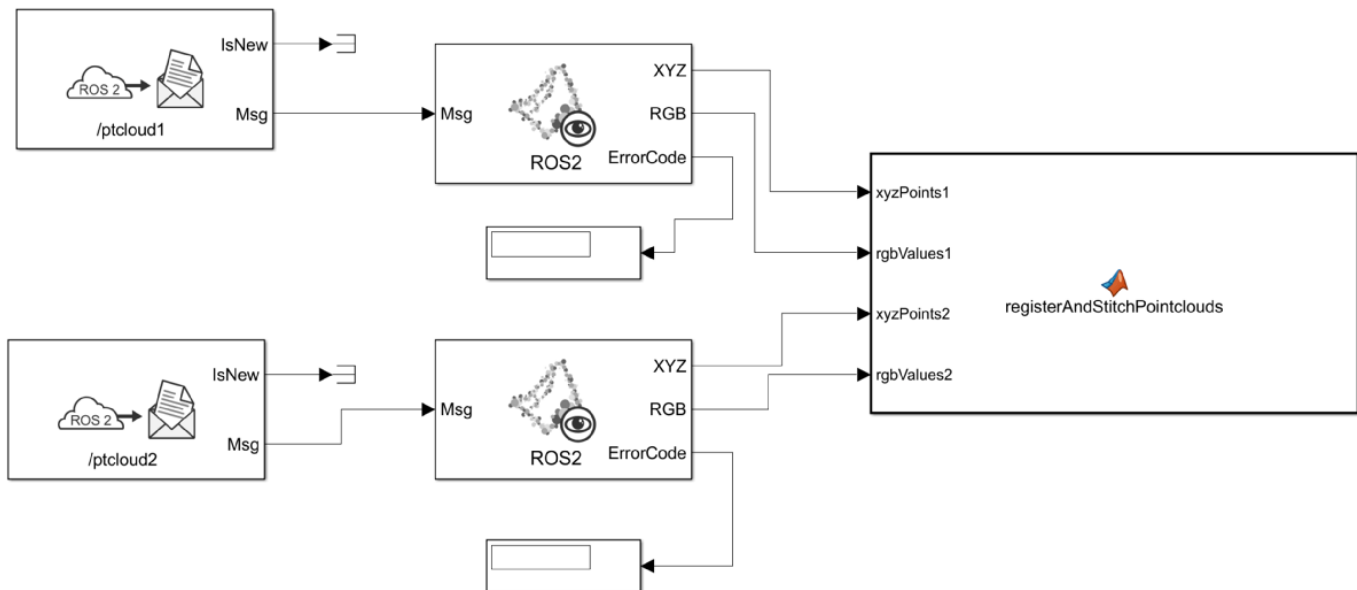 IsNew
ROS 2
Msg
/ptcloud1
Msg
XYZ
RGB
ErrorCode
ROS2
xyzPoints1
rgbValues1
xyzPoints2
rgbValues2
registerAndStitchPointclouds
IsNew
ROS 2
Msg
/ptcloud2
Msg
XYZ
RGB
ErrorCode
ROS2